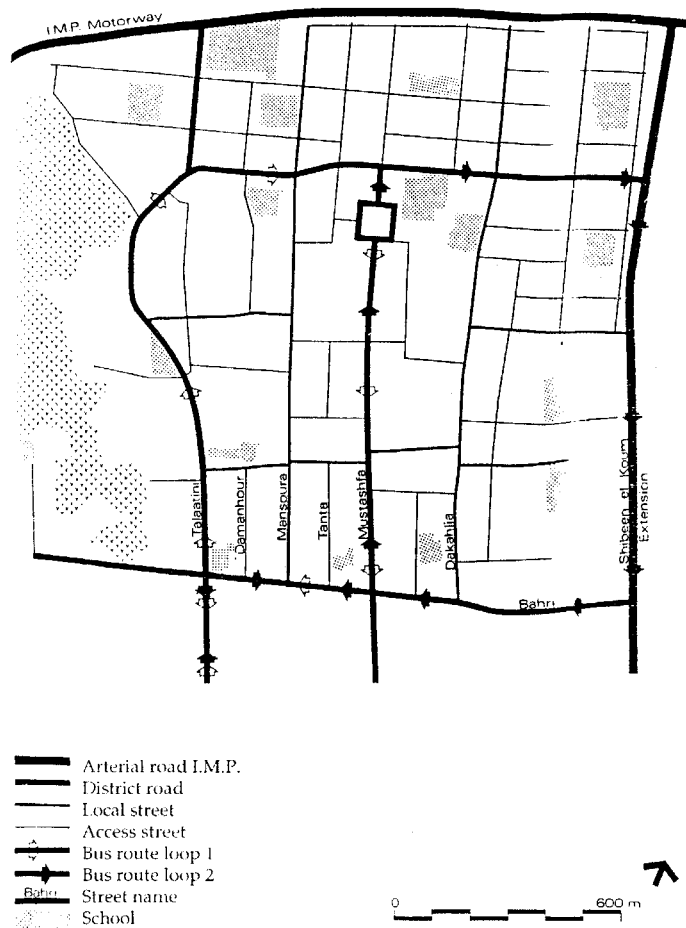 I.M.P. Motorway
Talaatini
Damanhour
Manspura
Tanta
Mustashfa
Dakahlia
Shibeen el Koum
Extension
Bahri
Arterial road I.M.P.
District road
Local street
Access street
Bus route loop 1
Bus route loop 2
Bahri Street name
School
0 600 m